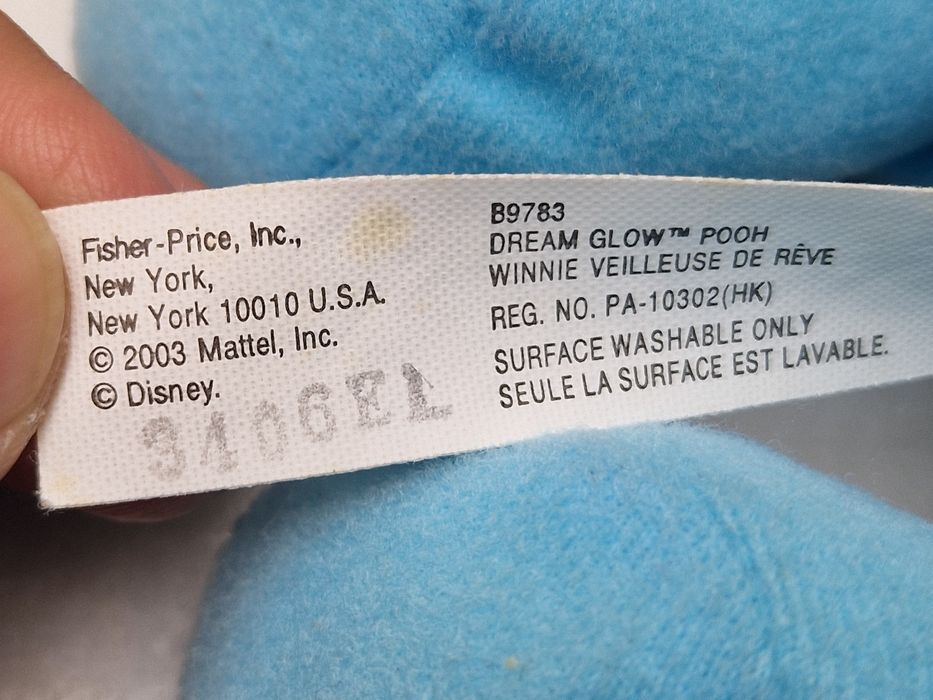 Fisher-Price, Inc.,
New York,
New York 10010 U.S.A.
© 2003 Mattel, Inc.
© Disney.
3406EL
B9783
DREAM GLOW™ POOH
WINNIE VEILLEUSE DE RÊVE
REG. NO. PA-10302(HK)
SURFACE WASHABLE ONLY
SEULE LA SURFACE EST LAVABLE.